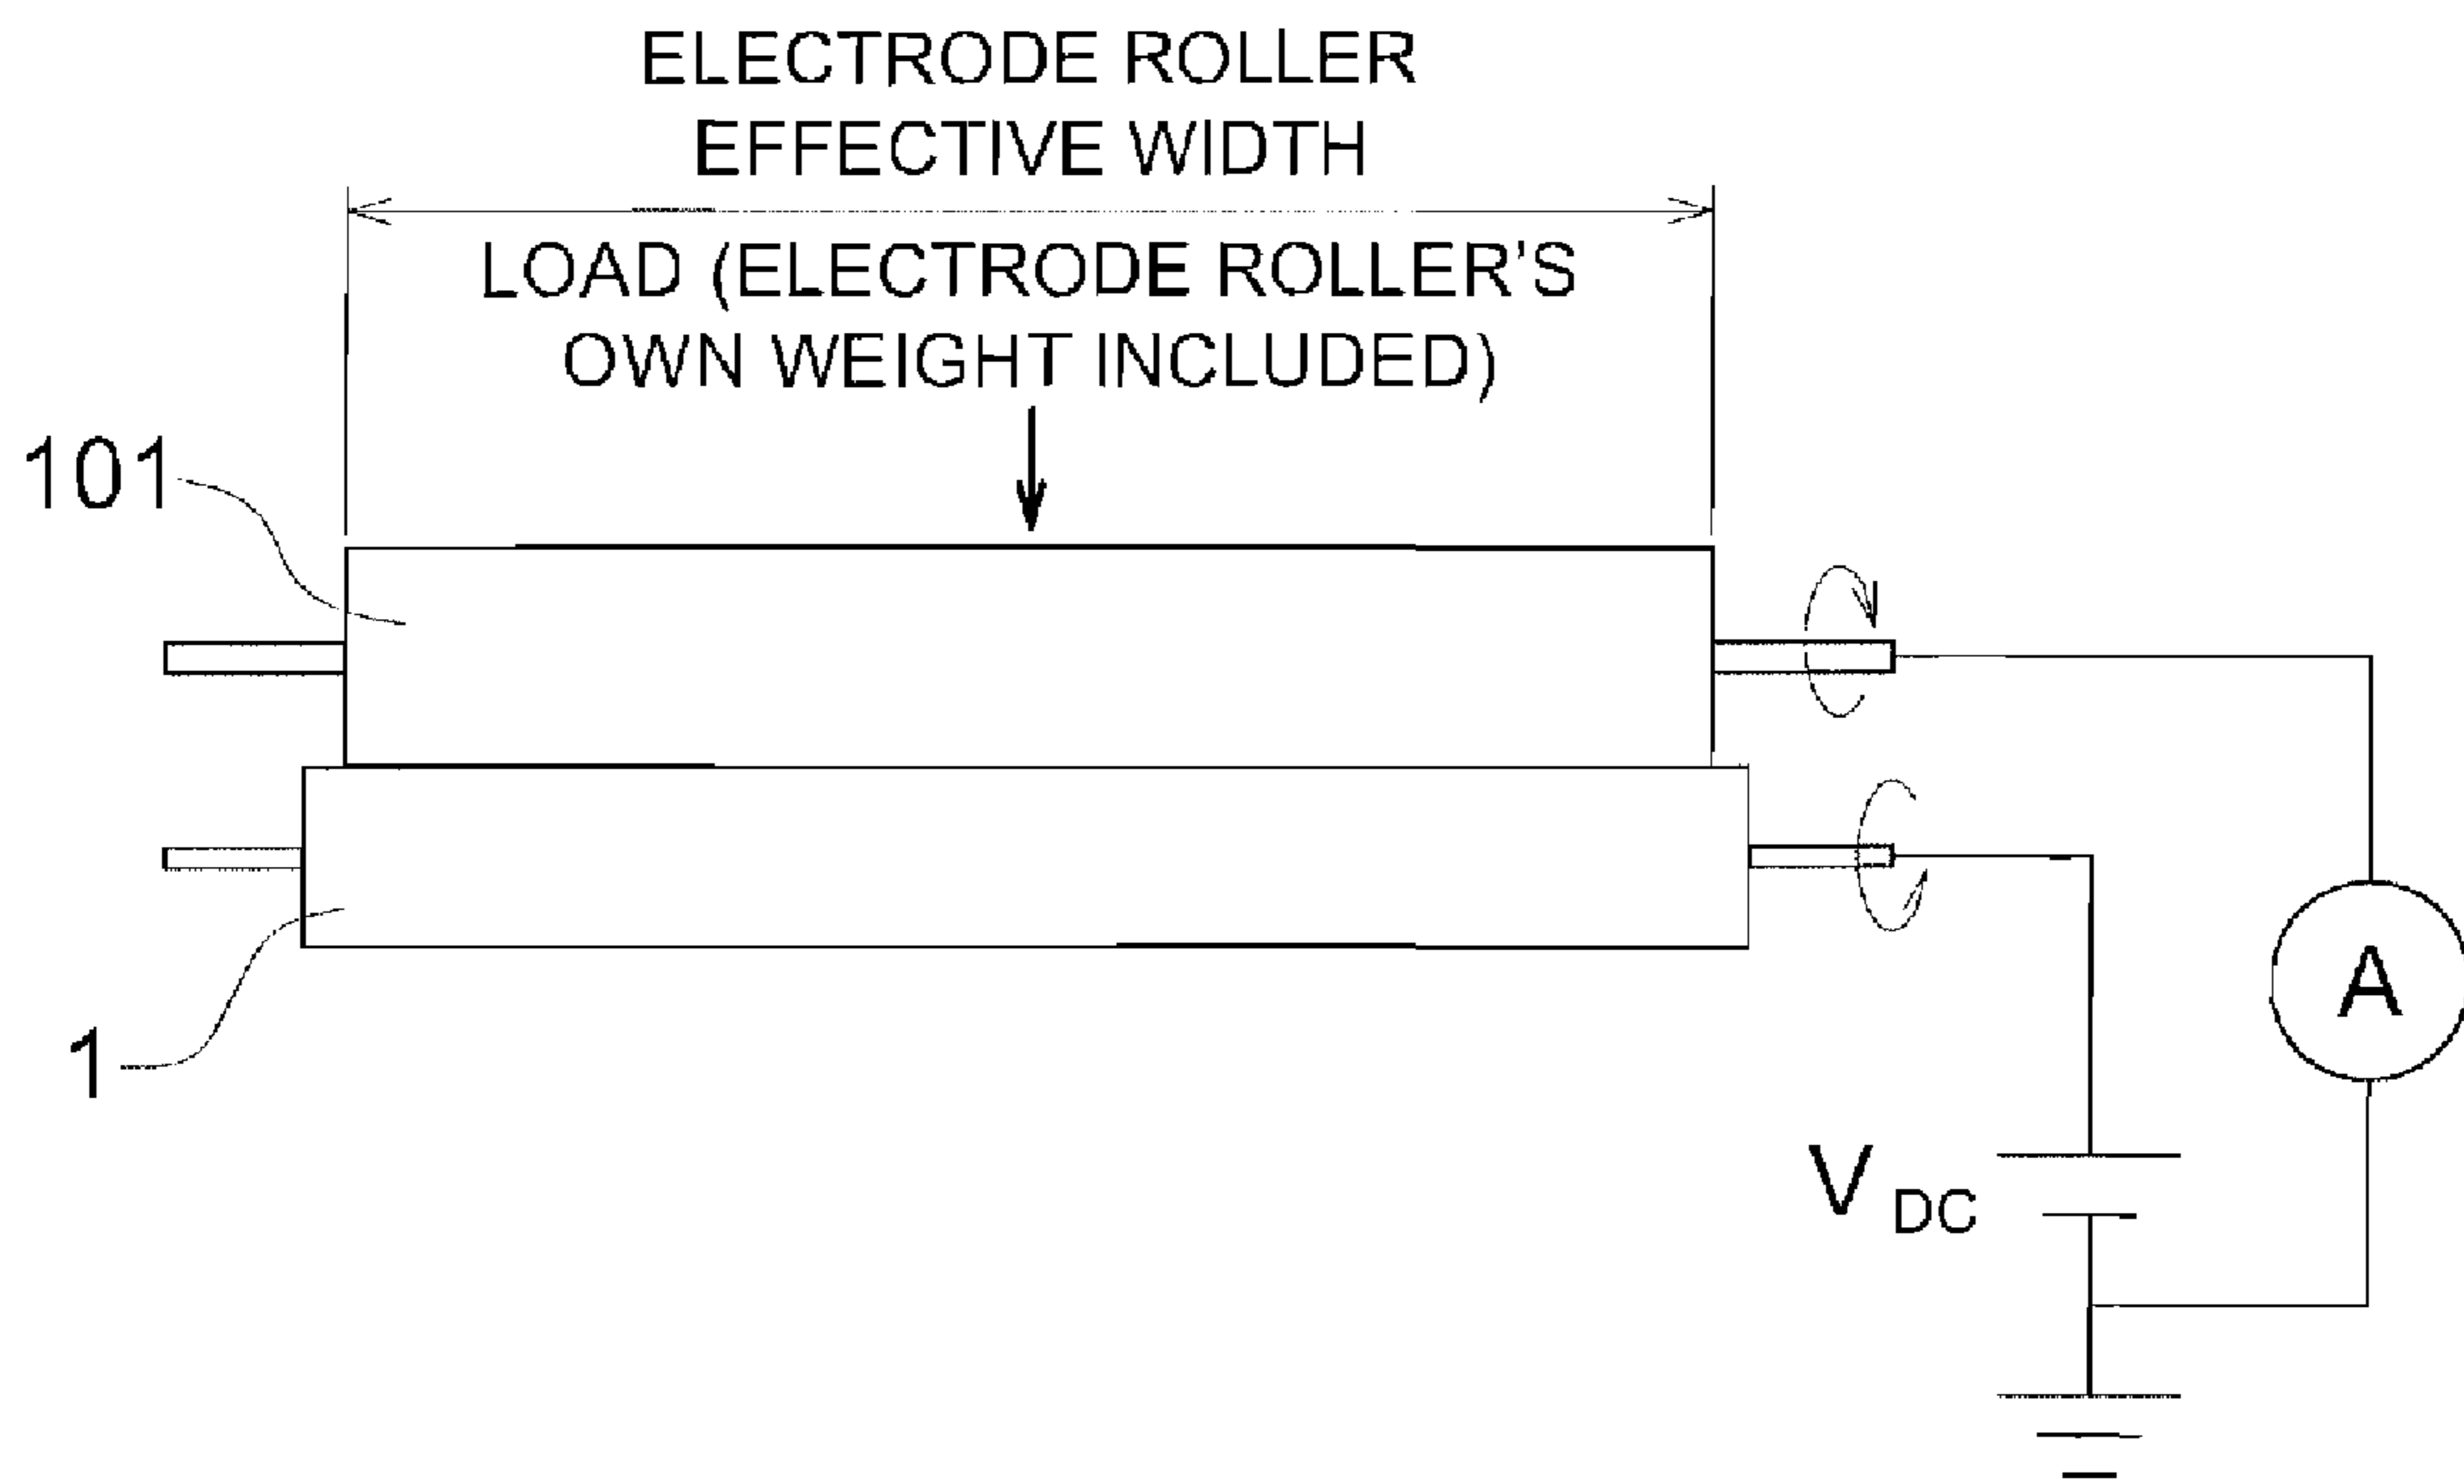 ELECTRODE ROLLER
EFFECTIVE WIDTH
LOAD (ELECTRODE ROLLER'S
OWN WEIGHT INCLUDED)
101
1
A
V DC